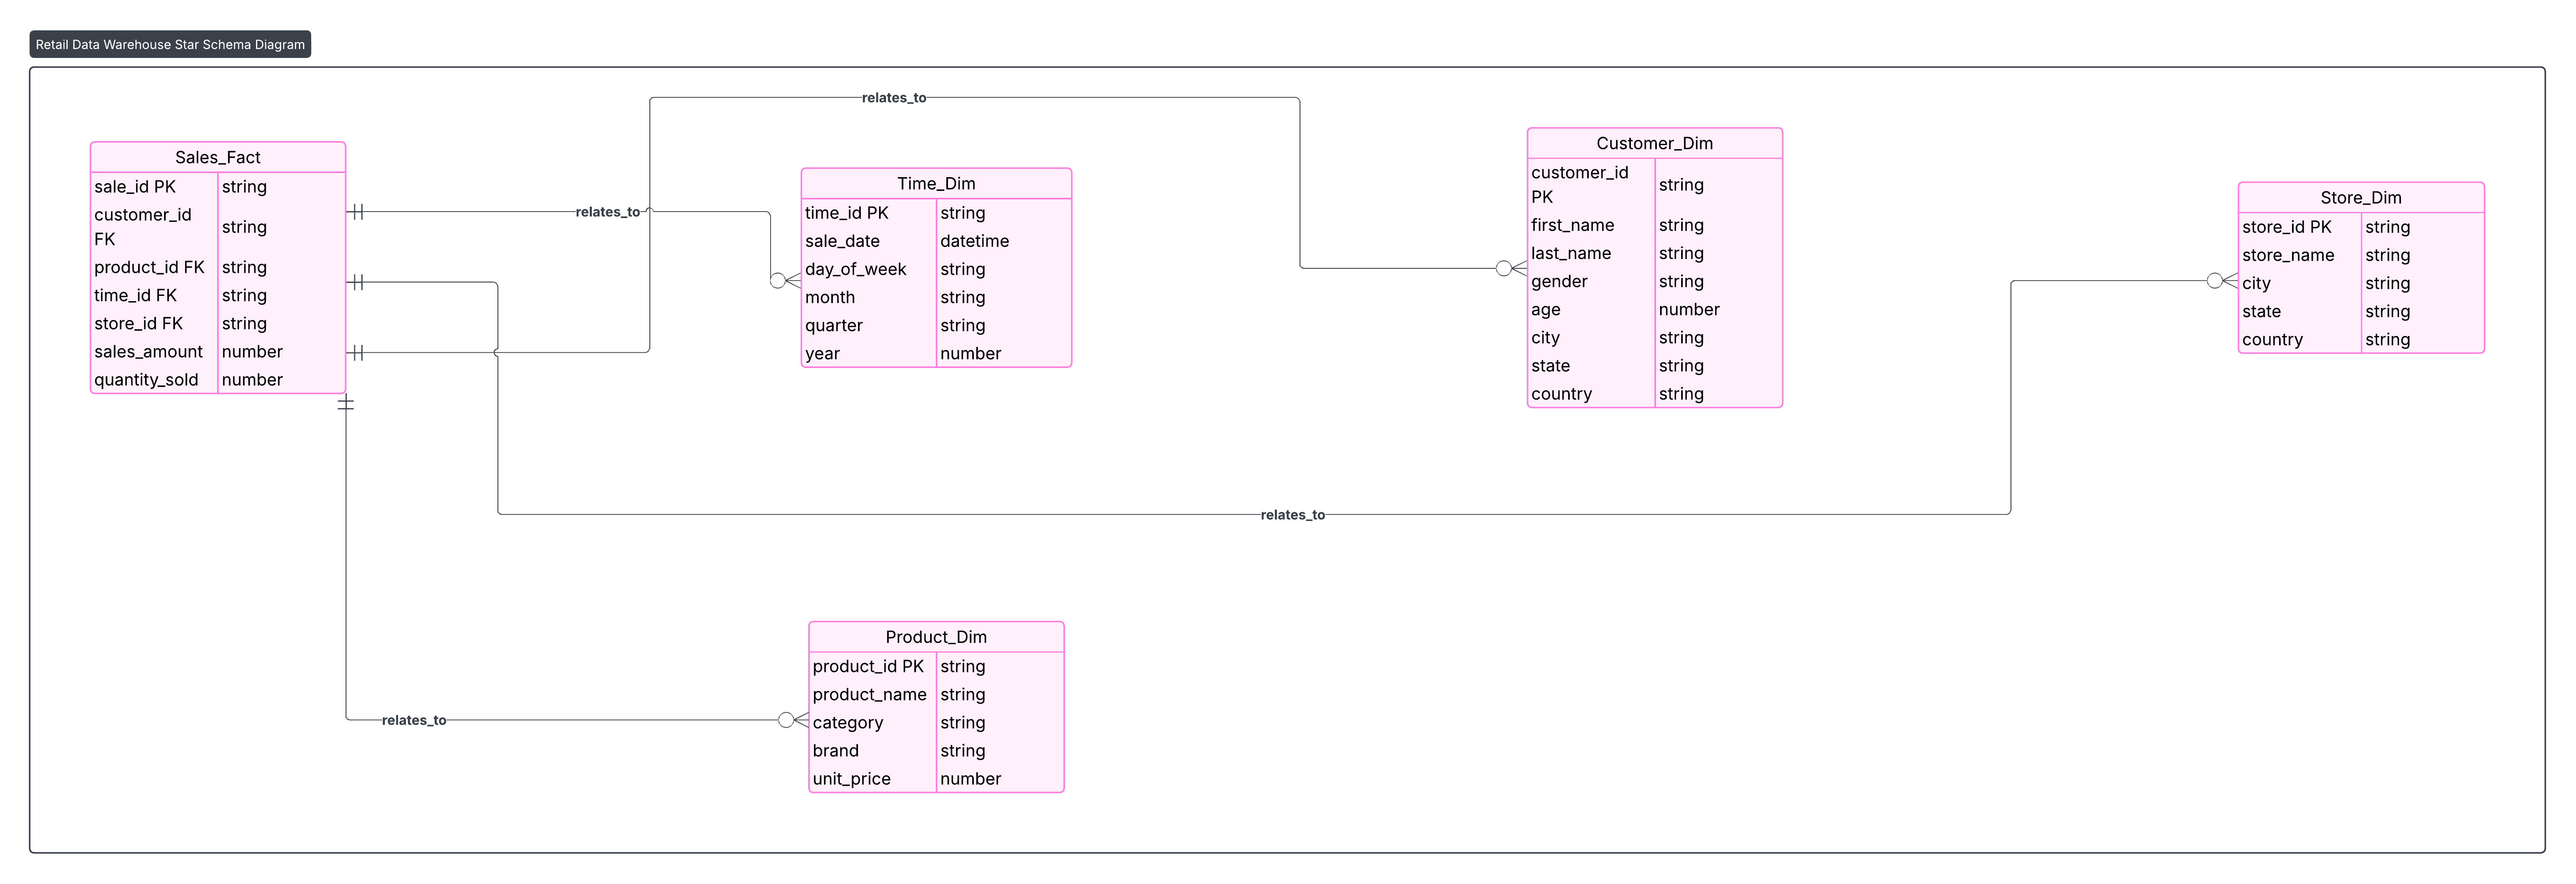 Retail Data Warehouse Star Schema Diagram
relates_to
Sales_Fact
sale_id PK string
customer_id
FK
string
product_id FK string
time_id FK string
store_id FK string
sales_amount number
quantity_sold number
relates_to
Time_Dim
time_id PK string
sale_date datetime
day_of_week string
month string
quarter string
year number
Customer_Dim
customer_id
PK
string
first_name string
last_name string
gender string
age number
city string
state string
country string
Store_Dim
store_id PK string
store_name string
city string
state string
country string
relates_to
Product_Dim
product_id PK string
product_name string
category string
brand string
unit_price number
relates_to